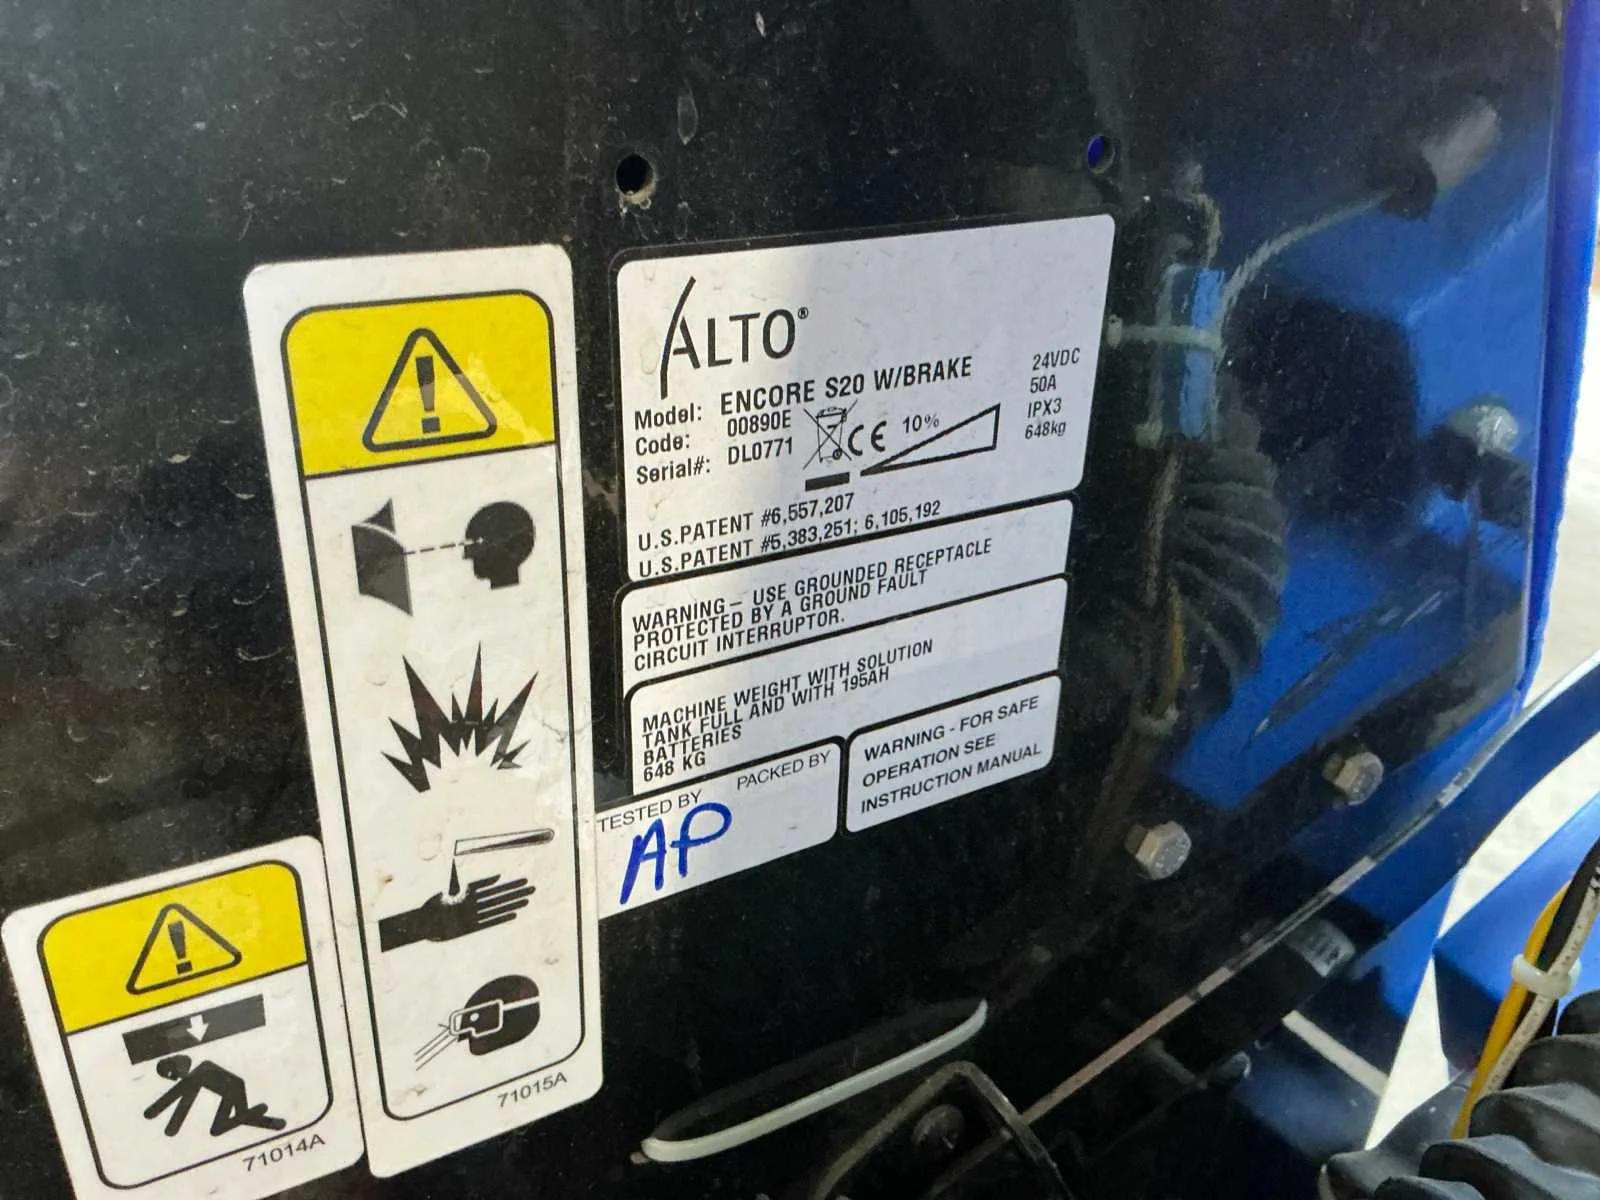 ALTO®
Model: ENCORE S20 W/BRAKE
Code: 00890E
Serial#: DL0771
CE 10%
24VDC
50A
IPX3
648kg
U.S.PATENT #6,557,207
U.S.PATENT #5,383,251; 6,105,192
WARNING – USE GROUNDED RECEPTACLE
PROTECTED BY A GROUND FAULT
CIRCUIT INTERRUPTOR.
MACHINE WEIGHT WITH SOLUTION
TANK FULL AND WITH 195AH
BATTERIES
648 KG
TESTED BY PACKED BY
AP
WARNING - FOR SAFE
OPERATION SEE
INSTRUCTION MANUAL
71015A
71014A